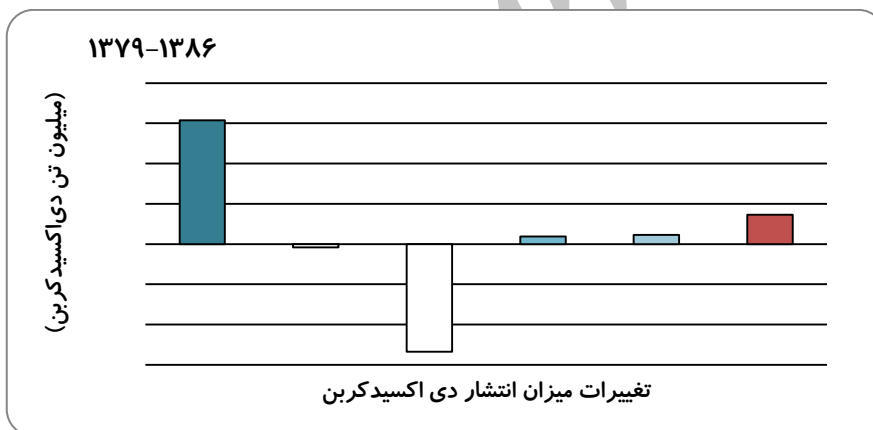 ۱۳۷۹-۱۳۸۶
(میلیون تن دی‌اکسیدکربن)
تغییرات میزان انتشار دی اکسیدکربن